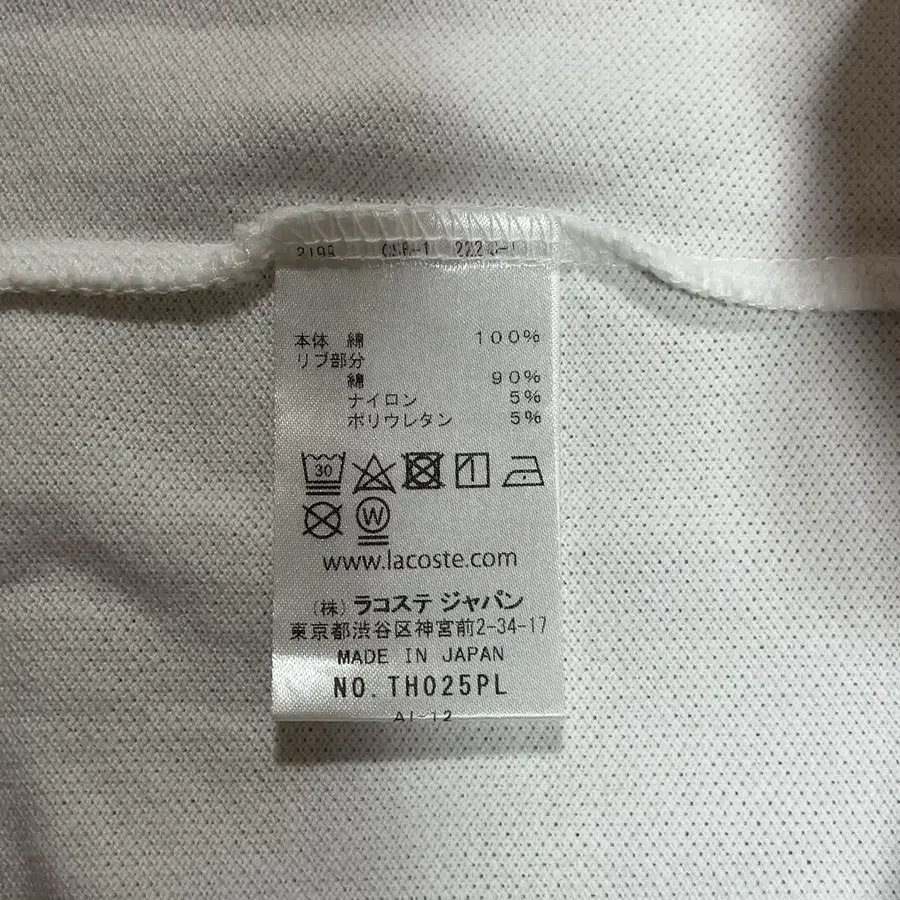 本体 綿 100%
リブ部分
綿 90%
ナイロン 5%
ポリウレタン 5%
30
W
www.lacoste.com
(株) ラコステ ジャパン
東京都渋谷区神宮前2-34-17
MADE IN JAPAN
NO. TH025PL